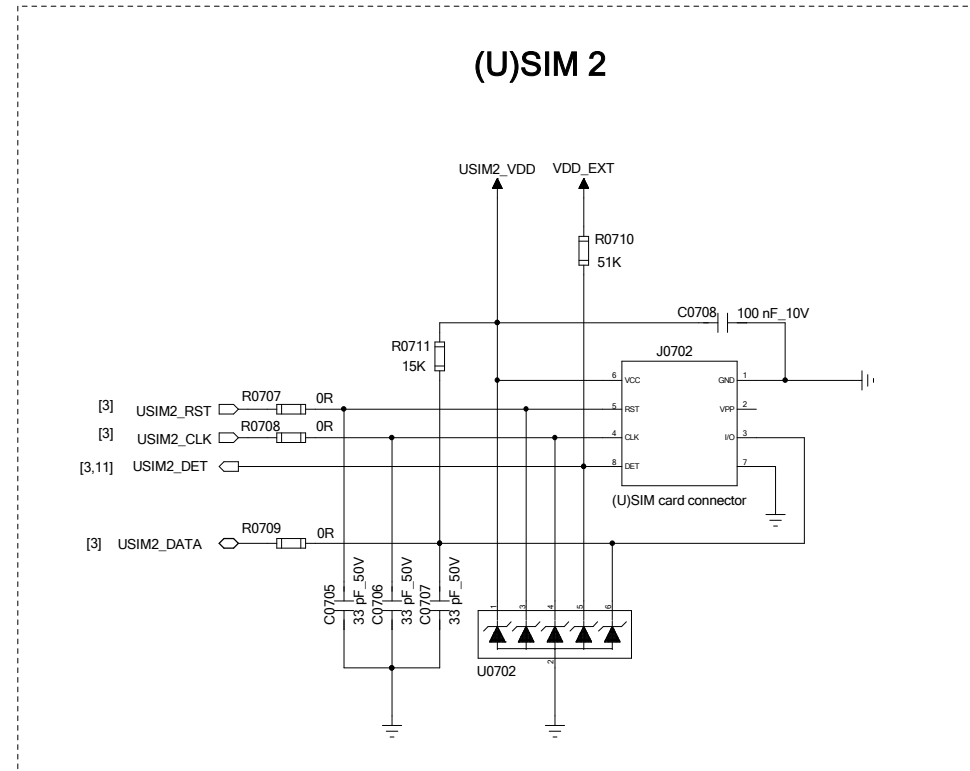 (U)SIM 2
USIM2_VDD
VDD_EXT
R0710
51K
C0708
100 nF_10V
R0711
15K
J0702
6
VCC
GND
1
[3]
USIM2_RST
R0707
0R
5
RST
VPP
2
[3]
USIM2_CLK
R0708
0R
4
CLK
I/O
3
[3,11]
USIM2_DET
8
DET
7
(U)SIM card connector
[3]
USIM2_DATA
R0709
0R
C0705
33 pF_50V
C0706
33 pF_50V
C0707
33 pF_50V
1
3
4
5
6
2
U0702